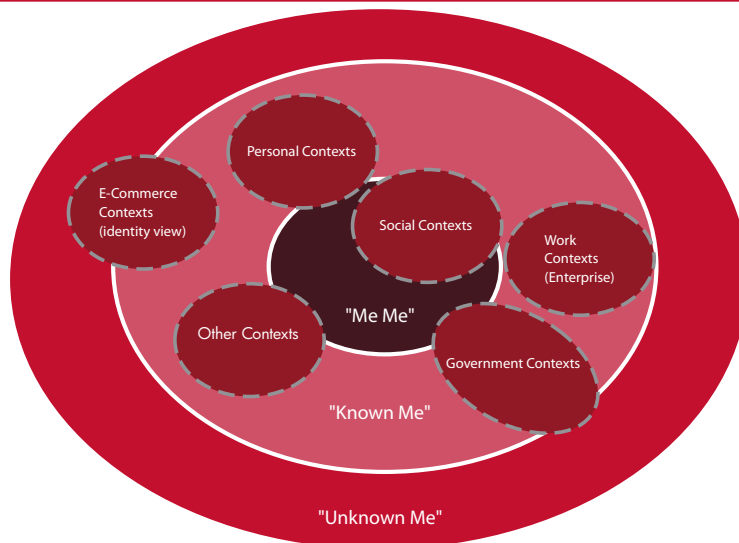 Personal Contexts
E-Commerce
Contexts
(identity view)
Social Contexts
Work
Contexts
(Enterprise)
"Me Me"
Other Contexts
Government Contexts
"Known Me"
"Unknown Me"